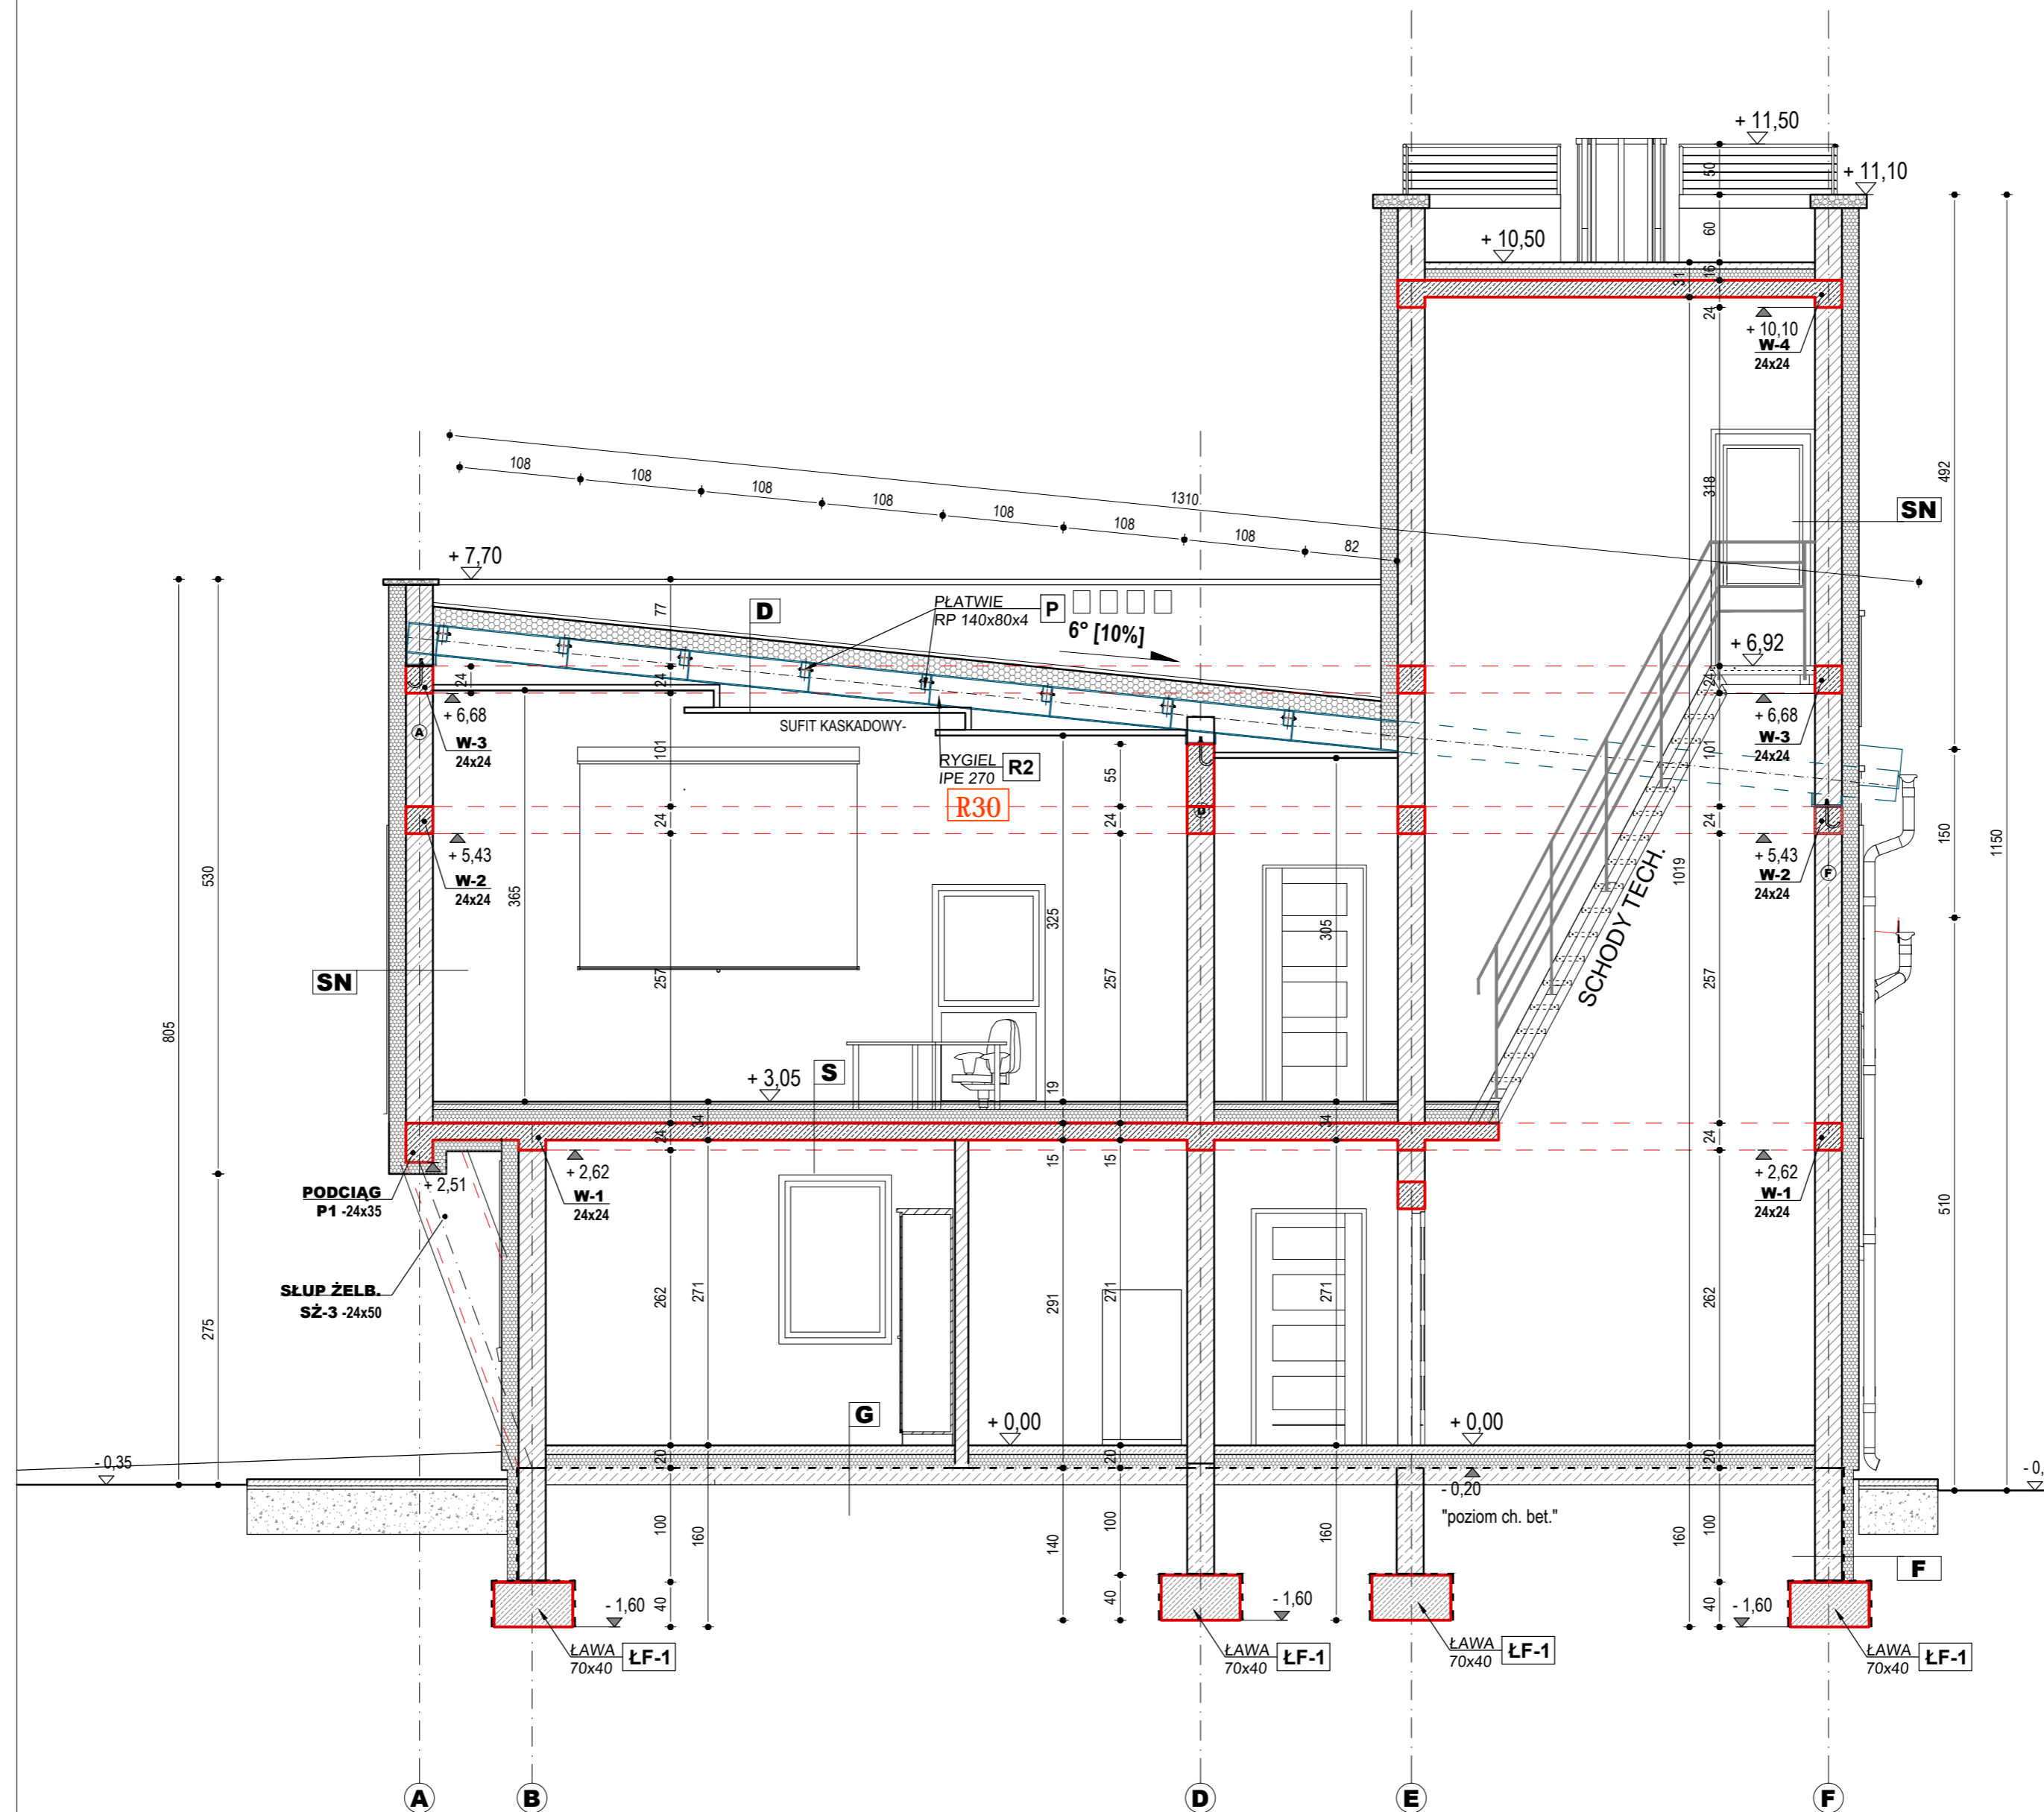 + 11,50
50
+ 11,10
60
+ 10,50
16
31
24
+ 10,10
W-4
24x24
492
108
108
108
108
108
108
108
82
1310
318
SN
+ 7,70
77
D
PŁATWIE
RP 140x80x4
P
6° [10%]
+ 6,92
24
24
24
+ 6,68
W-3
24x24
A
101
SUFIT KASKADOWY-
RYGIEL
IPE 270
R2
R30
55
+ 6,68
W-3
24x24
101
24
24
D
24
+ 5,43
W-2
24x24
+ 5,43
W-2
24x24
F
150
1150
530
365
325
305
1019
SCHODY TECH.
SN
257
257
257
805
S
+ 3,05
19
34
24
15
15
34
24
+ 2,62
W-1
24x24
+ 2,51
PODCIĄG
P1 -24x35
+ 2,62
W-1
24x24
510
SŁUP ŻELB.
SŻ-3 -24x50
275
262
271
291
271
271
262
G
+ 0,00
+ 0,00
- 0,35
20
20
20
- 0,20
"poziom ch. bet."
- 0,
100
160
140
100
160
160
100
F
40
- 1,60
40
- 1,60
40
- 1,60
ŁAWA
70x40
ŁF-1
ŁAWA
70x40
ŁF-1
ŁAWA
70x40
ŁF-1
ŁAWA
70x40
ŁF-1
A
B
D
E
F